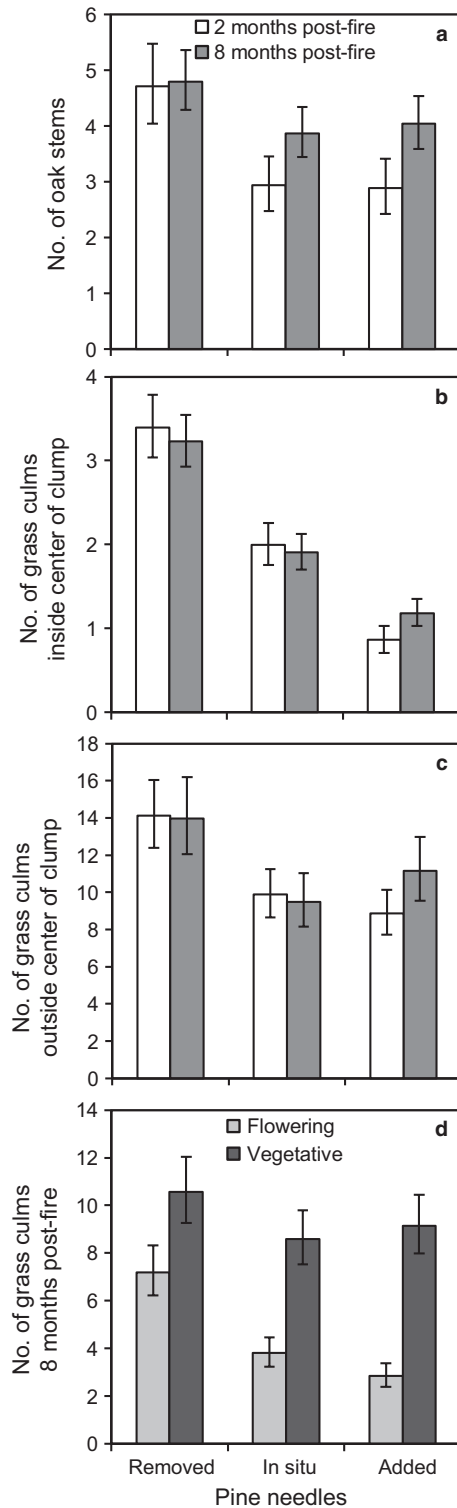 a
2 months post-fire
8 months post-fire
No. of oak stems
6
5
4
3
2
1
0
b
No. of grass culms
inside center of clump
4
3
2
1
0
c
No. of grass culms
outside center of clump
18
16
14
12
10
8
6
4
2
0
d
Flowering
Vegetative
No. of grass culms
8 months post-fire
14
12
10
8
6
4
2
0
Removed In situ Added
Pine needles